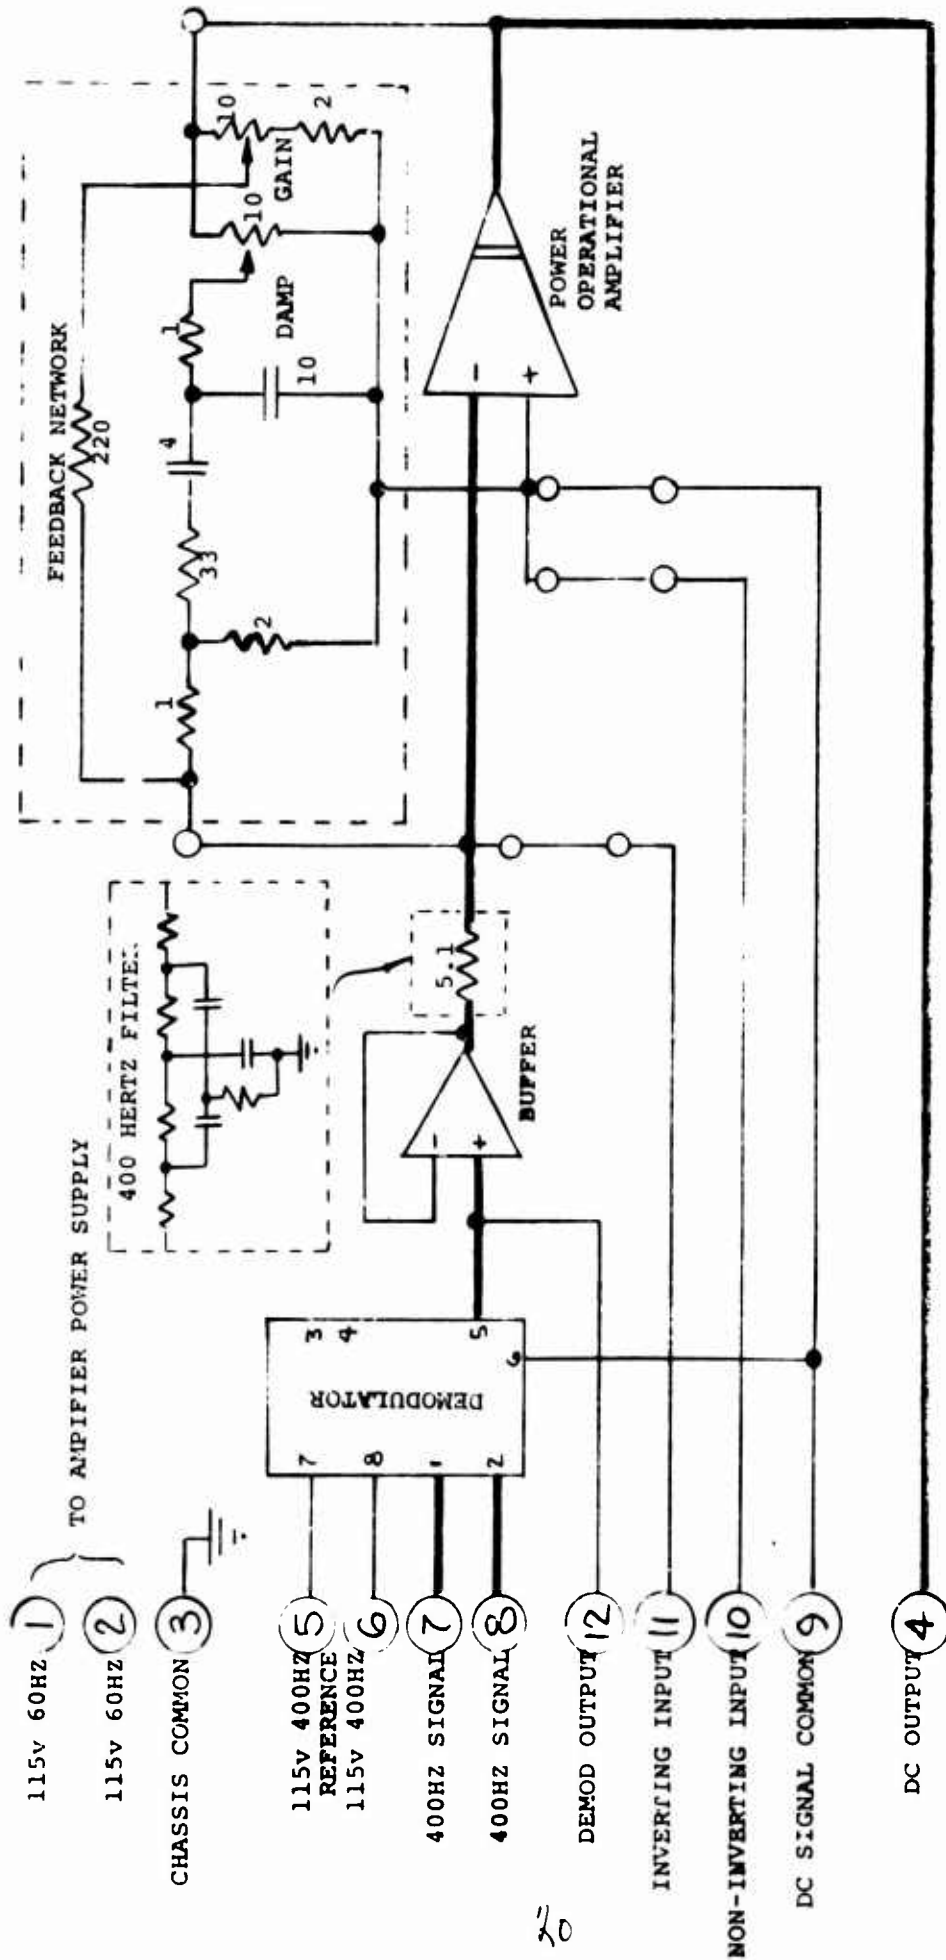 115v 60HZ 1
115v 60HZ 2
TO AMPIFIER POWER SUPPLY
CHASSIS COMMON 3
115v 400HZ 5
REFERENCE
115v 400HZ 6
400HZ SIGNAL 7
400HZ SIGNAL 8
DEMOD OUTPUT 12
INVERTING INPUT 11
NON-INVERTING INPUT 10
DC SIGNAL COMMON 9
DC OUTPUT 4
7
8
1
2
DEMODULATOR
3
4
5
400 HERTZ FILTER
BUFFER
5.1
FEEDBACK NETWORK
220
1
2
33
4
10
1
DAMP
10
GAIN
10
2
-
+
-
+
POWER
OPERATIONAL
AMPLIFIER
20